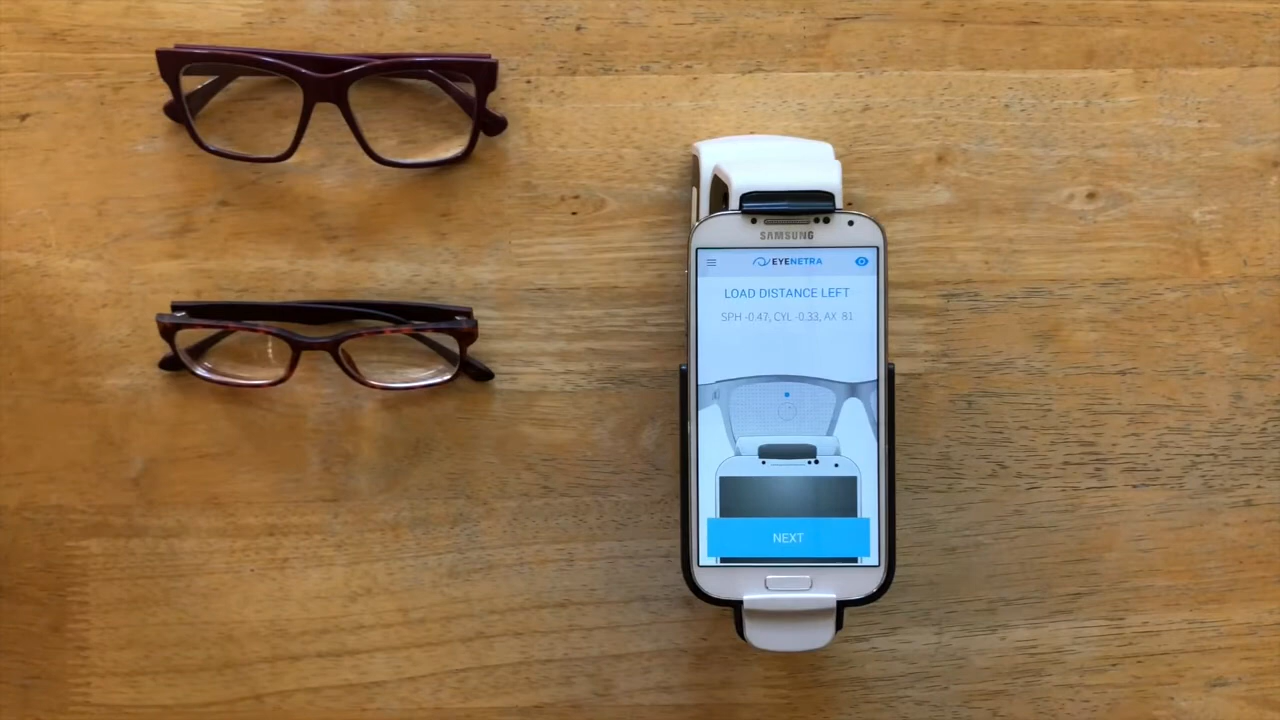 SAMSUNG
EYENETRA
LOAD DISTANCE LEFT
SPH -0.47, CYL -0.33, AX 81
NEXT